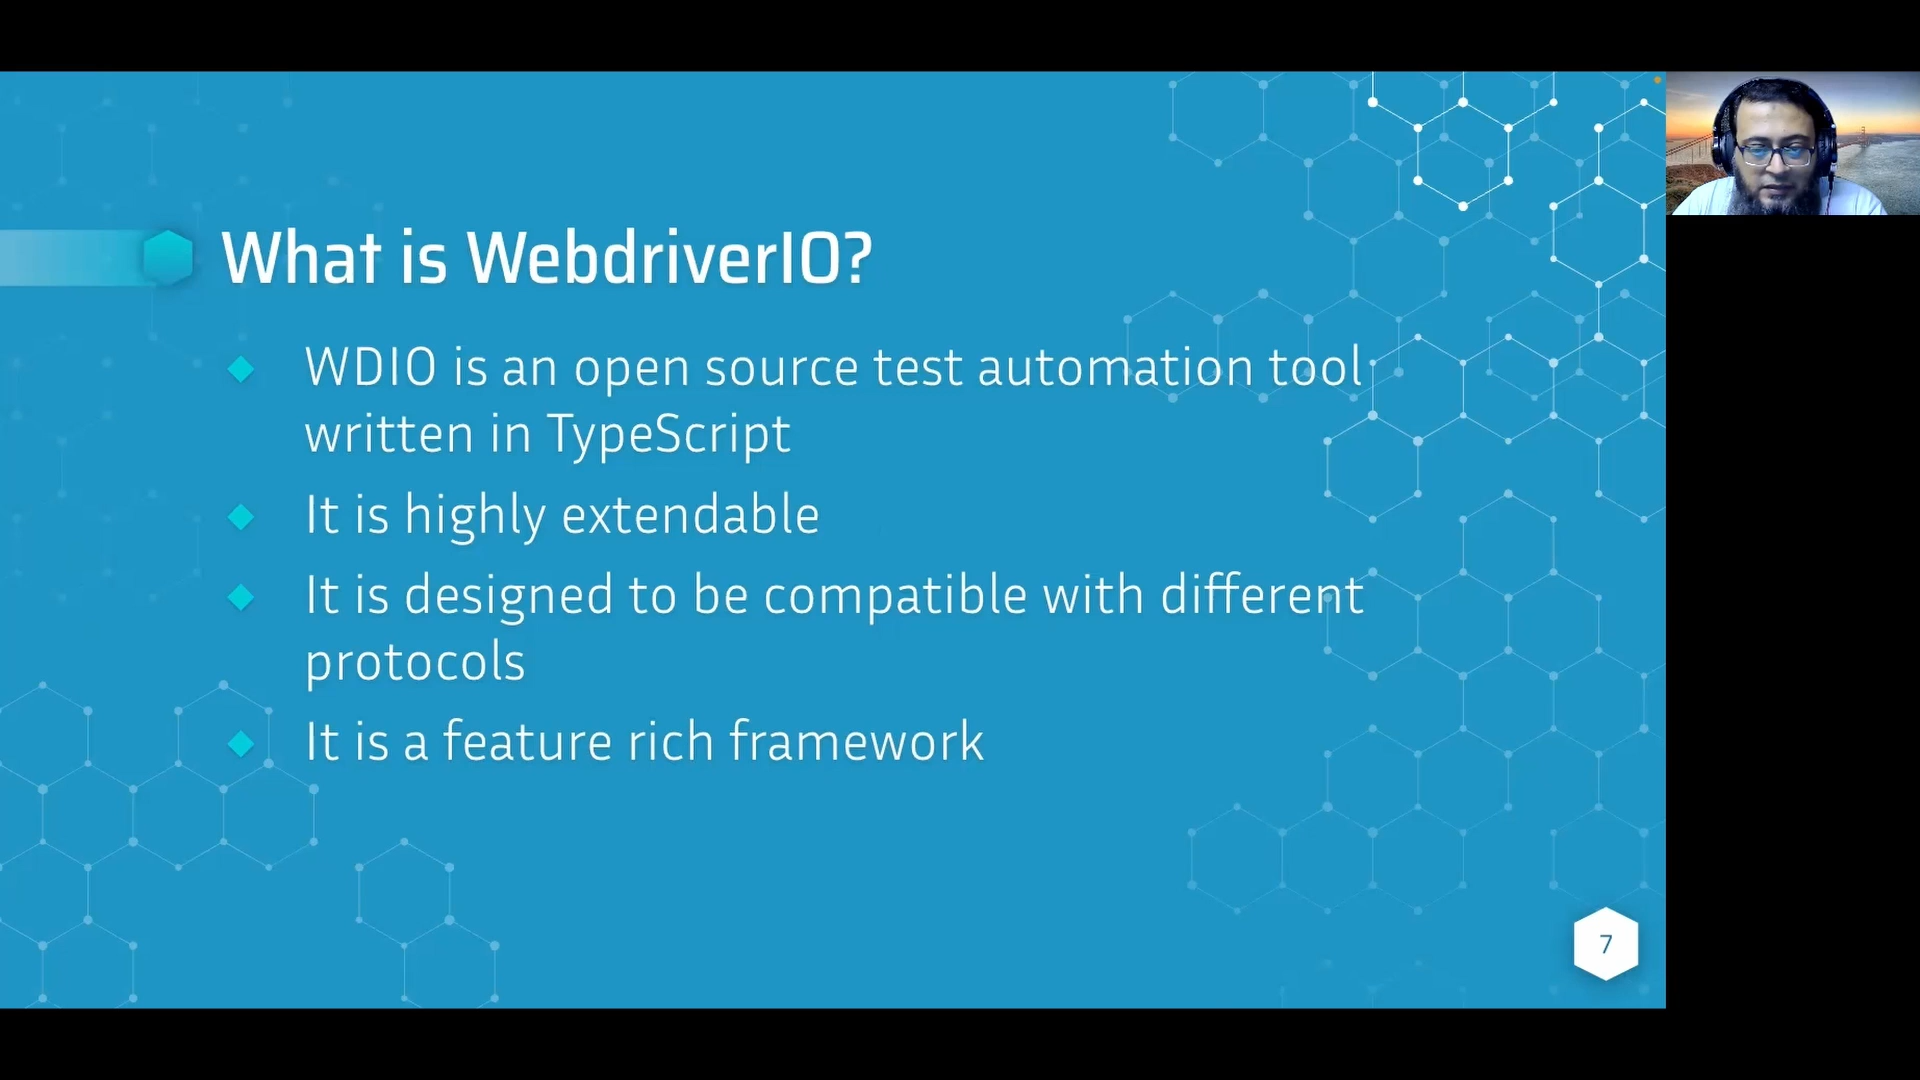 What is WebdriverIO?
WDIO is an open source test automation tool
written in TypeScript
It is highly extendable
It is designed to be compatible with different
protocols
It is a feature rich framework
7